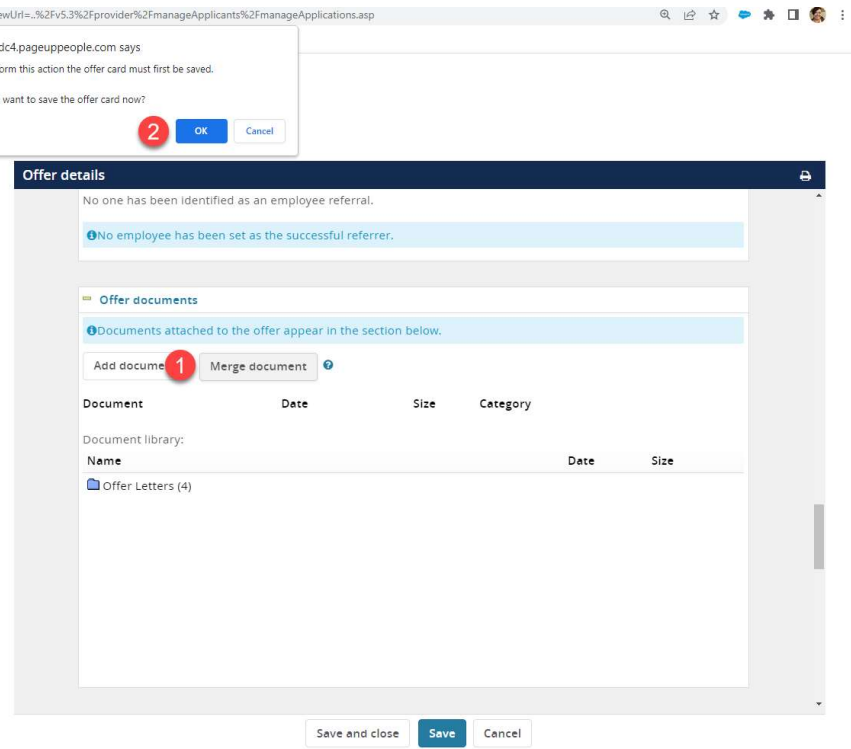 ewUrl=..%2Fv5.3%2Fprovider%2FmanageApplicants%2FmanageApplications.asp
dc4.pageuppeople.com says
orm this action the offer card must first be saved.
want to save the offer card now?
2 OK Cancel
Offer details
No one has been identified as an employee referral.
No employee has been set as the successful referrer.
Offer documents
Documents attached to the offer appear in the section below.
Add docume 1 Merge document ?
Document Date Size Category
Document library:
Name Date Size
Offer Letters (4)
Save and close Save Cancel